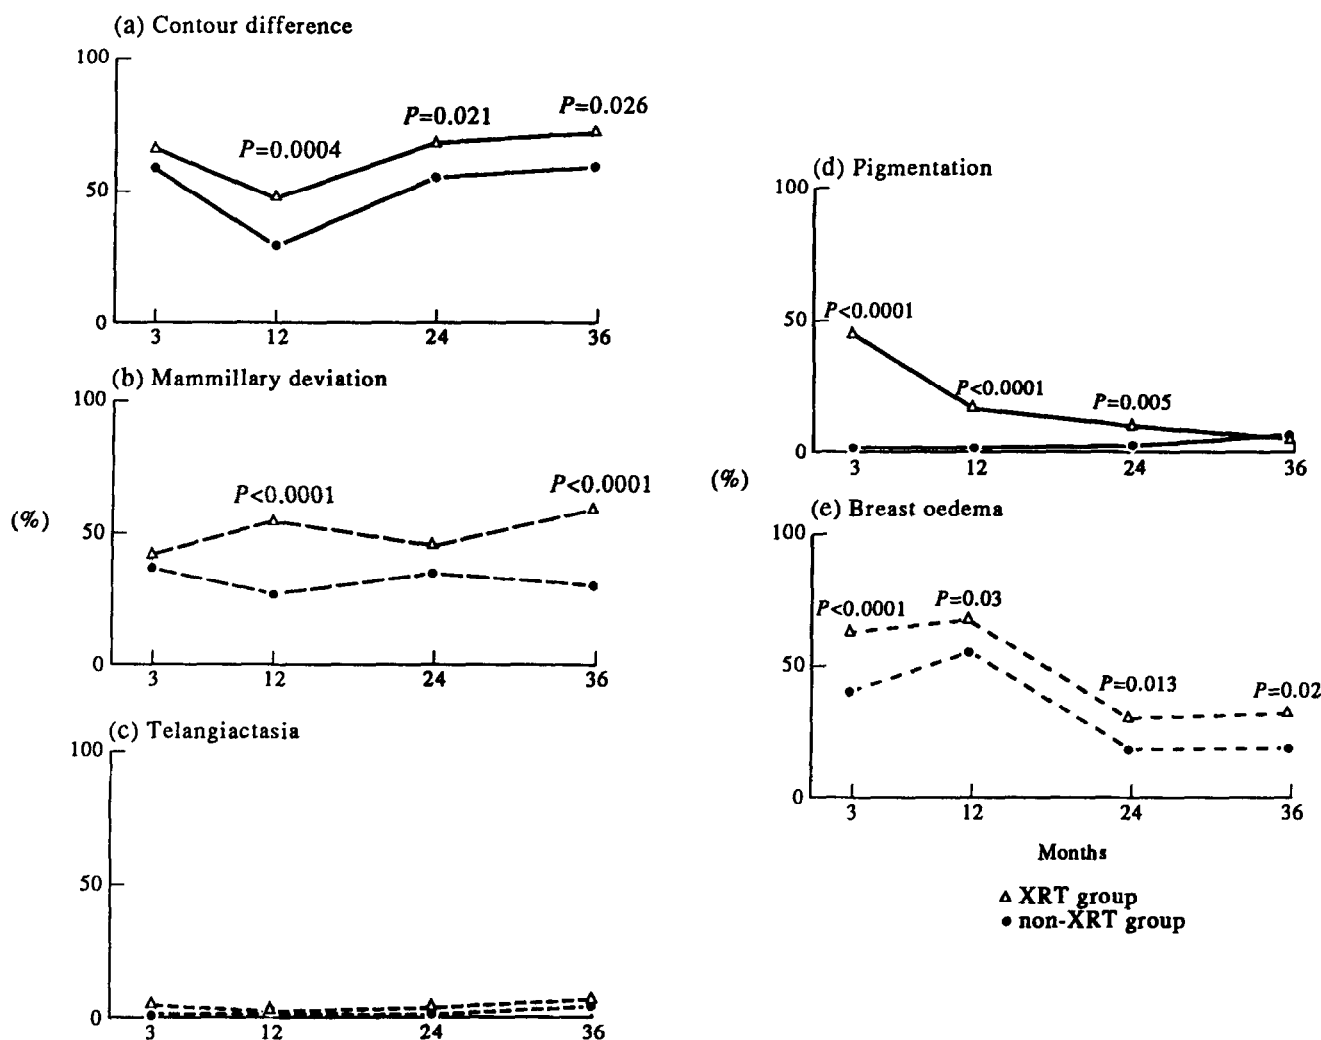 (a) Contour difference
100
P=0.026
P=0.021
P=0.0004
50
0
3 12 24 36
(b) Mammillary deviation
100
P<0.0001
P<0.0001
(%)
50
0
3 12 24 36
(c) Telangiactasia
100
50
0
3 12 24 36
(d) Pigmentation
100
P<0.0001
50
P<0.0001
P=0.005
0
3 12 24 36
(%)
(e) Breast oedema
100
P<0.0001
P=0.03
50
P=0.013
P=0.02
0
3 12 24 36
Months
△ XRT group
• non-XRT group